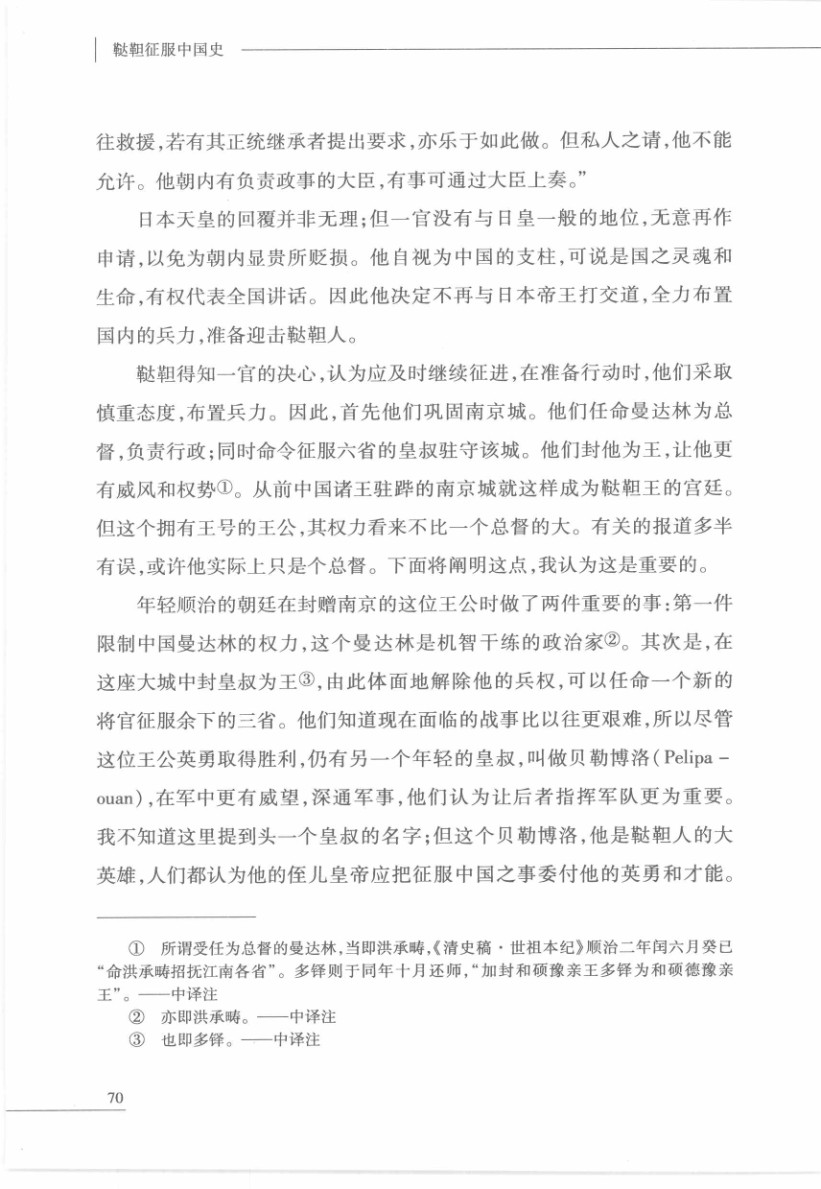 鞑靼征服中国史
往救援,若有其正统继承者提出要求,亦乐于如此做。但私人之请,他不能
允许。他朝内有负责政事的大臣,有事可通过大臣上奏。”
日本天皇的回覆并非无理;但一官没有与日皇一般的地位,无意再作
申请,以免为朝内显贵所贬损。他自视为中国的支柱,可说是国之灵魂和
生命,有权代表全国讲话。因此他决定不再与日本帝王打交道,全力布置
国内的兵力,准备迎击鞑靼人。
鞑靼得知一官的决心,认为应及时继续征进,在准备行动时,他们采取
慎重态度,布置兵力。因此,首先他们巩固南京城。他们任命曼达林为总
督,负责行政;同时命令征服六省的皇叔驻守该城。他们封他为王,让他更
有威风和权势①。从前中国诸王驻跸的南京城就这样成为鞑靼王的宫廷。
但这个拥有王号的王公,其权力看来不比一个总督的大。有关的报道多半
有误,或许他实际上只是个总督。下面将阐明这点,我认为这是重要的。
年轻顺治的朝廷在封赠南京的这位王公时做了两件重要的事:第一件
限制中国曼达林的权力,这个曼达林是机智干练的政治家②。其次是,在
这座大城中封皇叔为王③,由此体面地解除他的兵权,可以任命一个新的
将官征服余下的三省。他们知道现在面临的战事比以往更艰难,所以尽管
这位王公英勇取得胜利,仍有另一个年轻的皇叔,叫做贝勒博洛(Pelipa-
ouan),在军中更有威望,深通军事,他们认为让后者指挥军队更为重要。
我不知道这里提到头一个皇叔的名字;但这个贝勒博洛,他是鞑靼人的大
英雄,人们都认为他的侄儿皇帝应把征服中国之事委付他的英勇和才能。
① 所谓受任为总督的曼达林,当即洪承畴,《清史稿·世祖本纪》顺治二年闰六月癸已
“命洪承畴招抚江南各省”。多铎则于同年十月还师,“加封和硕豫亲王多铎为和硕德豫亲
王”。——中译注
② 亦即洪承畴。——中译注
③ 也即多铎。——中译注
70